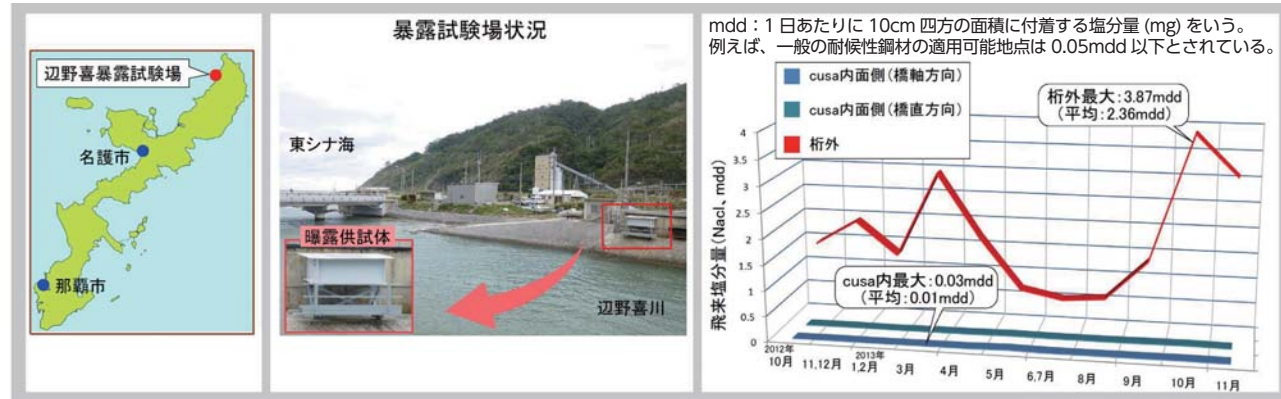 辺野喜暴露試験場
名護市
那覇市
暴露試験場状況
東シナ海
曝露供試体
辺野喜川
mdd：1 日あたりに 10cm 四方の面積に付着する塩分量 (mg) をいう。
例えば、一般の耐候性鋼材の適用可能地点は 0.05mdd 以下とされている。
cusa内面側(橋軸方向)
cusa内面側(橋直方向)
桁外
桁外最大:3.87mdd
(平均:2.36mdd)
cusa内最大:0.03mdd
(平均:0.01mdd)
飛来塩分量(Nacl、mdd)
4
3.5
3
2.5
2
1.5
1
0.5
0
2012年
10月
11,12月
2013年
1,2月
3月
4月
5月
6,7月
8月
9月
10月
11月